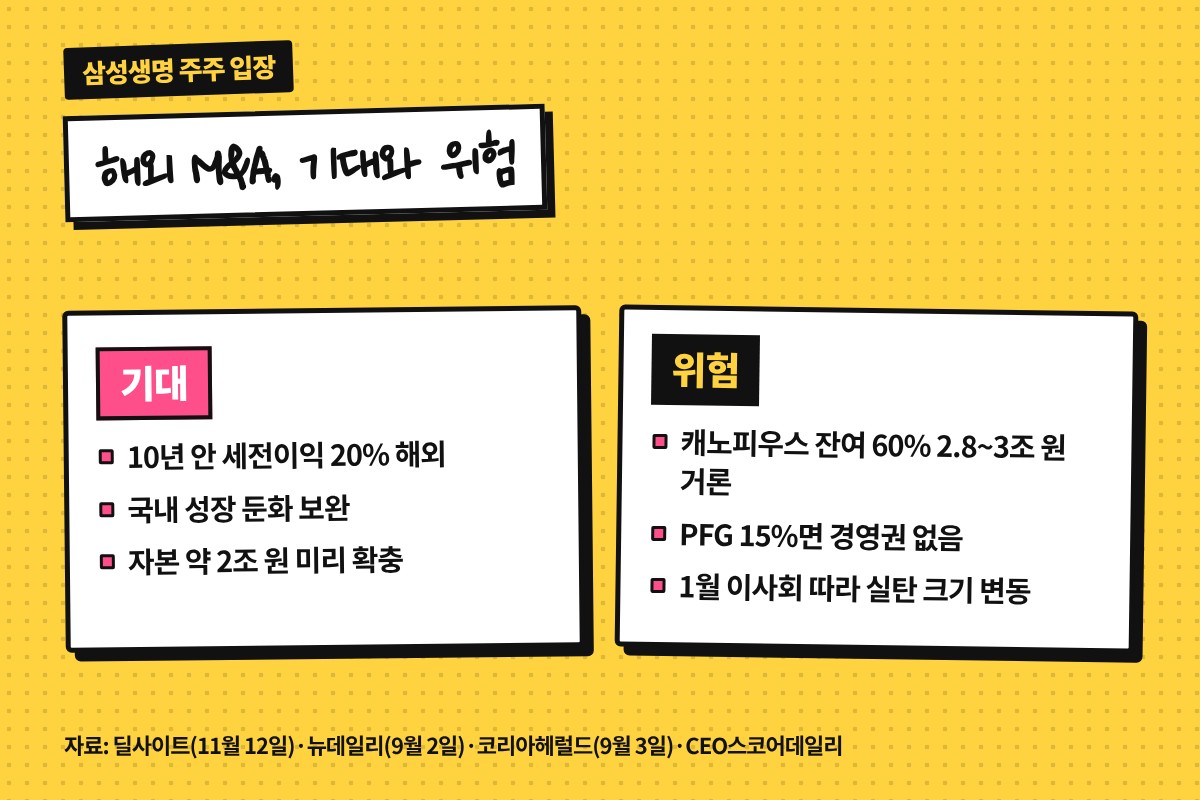 삼성생명 주주 입장
해외 M&A, 기대와 위험
기대
10년 안 세전이익 20% 해외
국내 성장 둔화 보완
자본 약 2조 원 미리 확충
위험
캐노피우스 잔여 60% 2.8~3조 원
거론
PFG 15%면 경영권 없음
1월 이사회 따라 실탄 크기 변동
자료: 딜사이트(11월 12일)·뉴데일리(9월 2일)·코리아헤럴드(9월 3일)·CEO스코어데일리